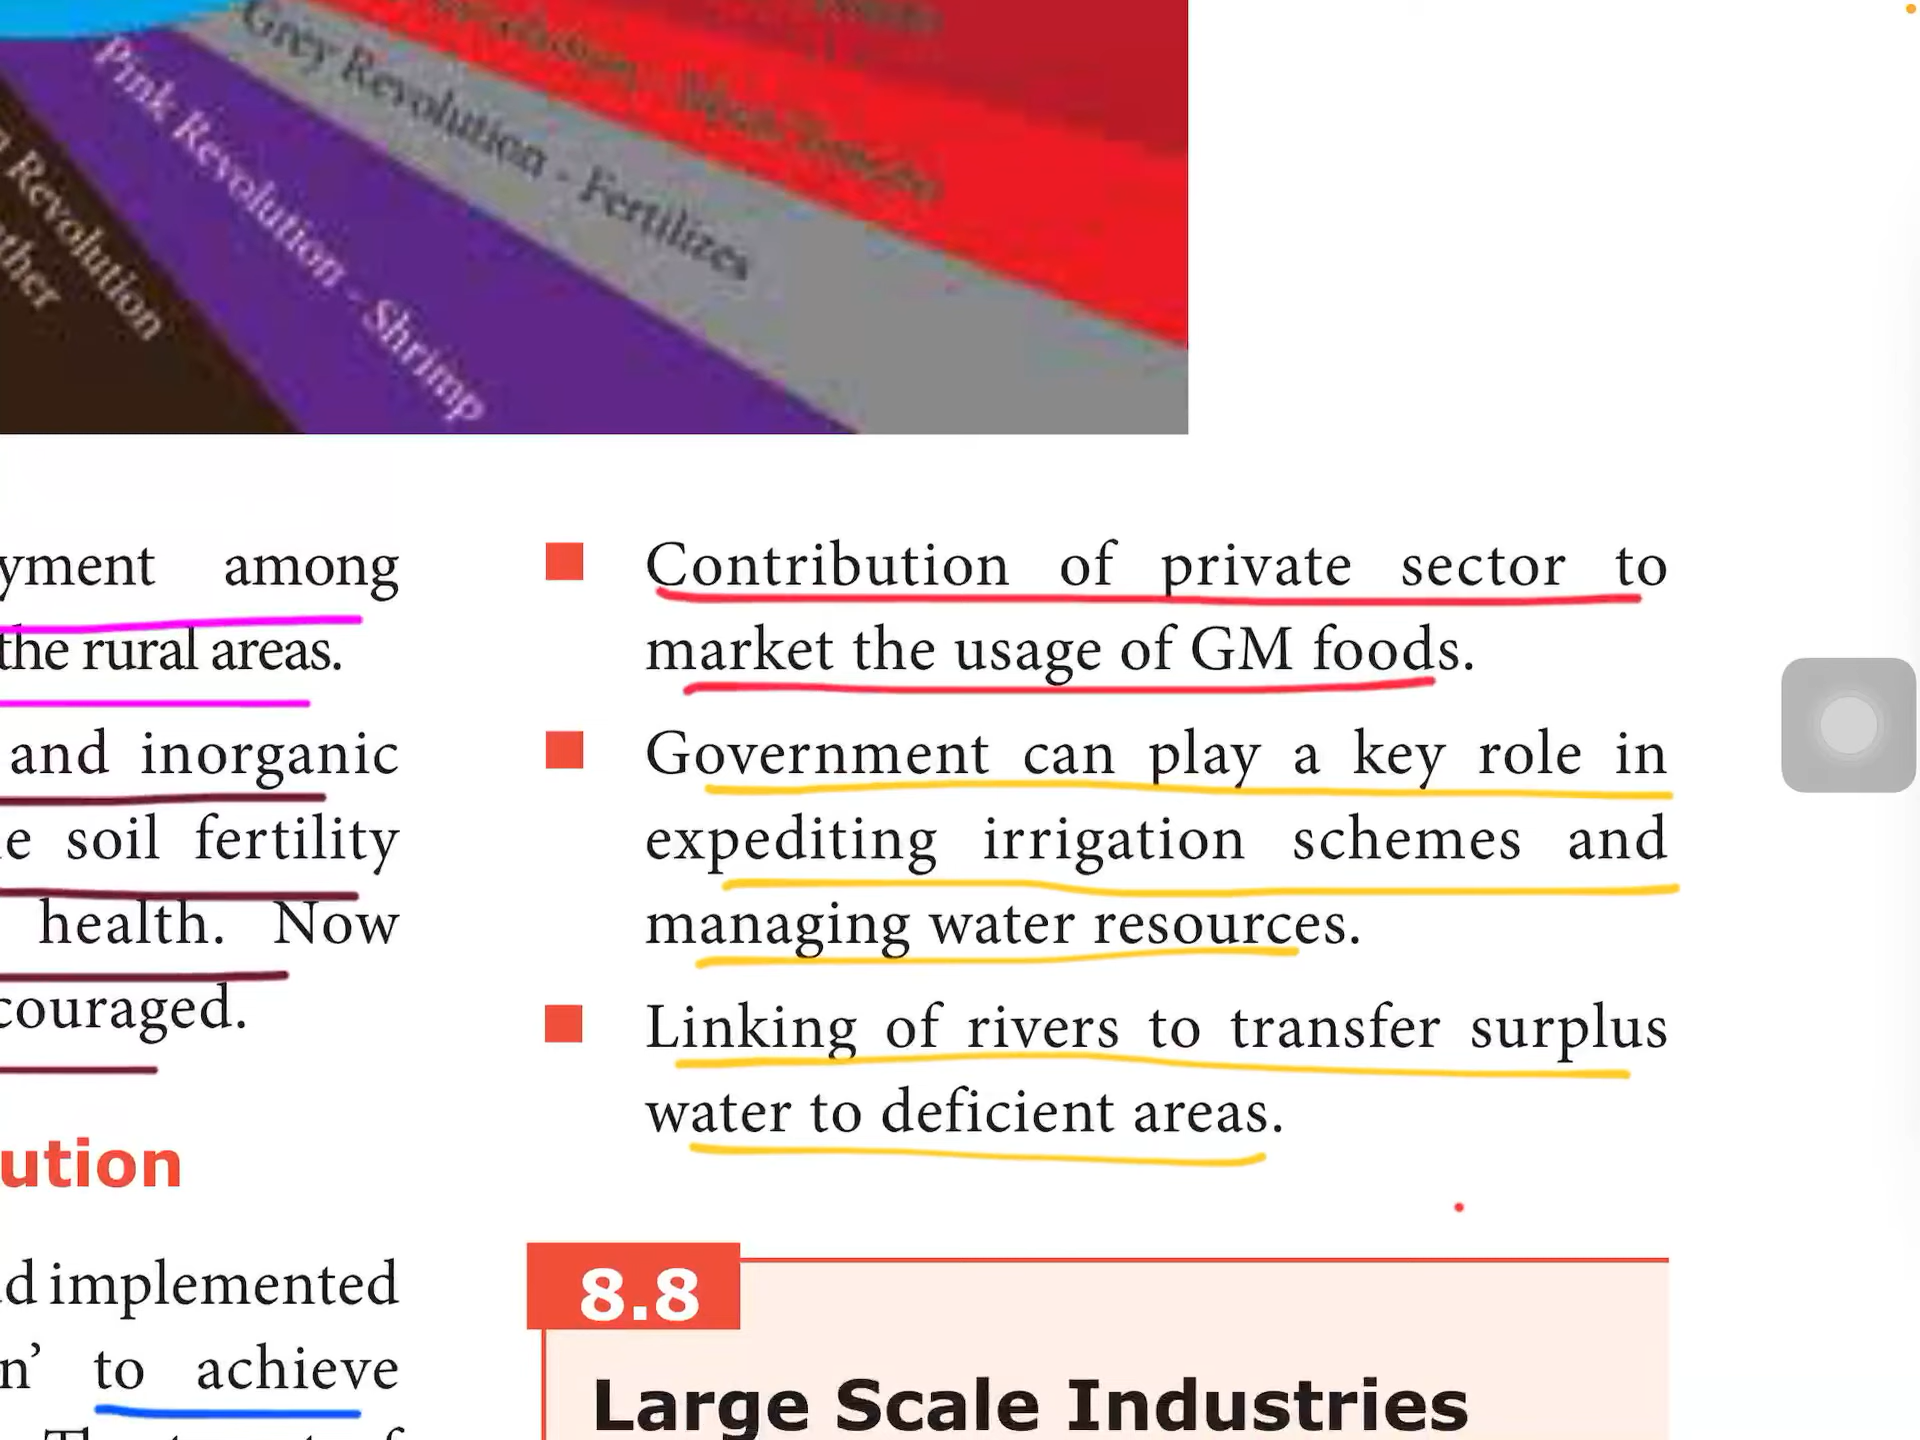 Grey Revolution - Fertilizes
Pink Revolution - Shrimp
Revolution
yment among
the rural areas.
and inorganic
soil fertility
health. Now
couraged.
ution
implemented
n’ to achieve
Contribution of private sector to
market the usage of GM foods.
Government can play a key role in
expediting irrigation schemes and
managing water resources.
Linking of rivers to transfer surplus
water to deficient areas.
8.8
Large Scale Industries